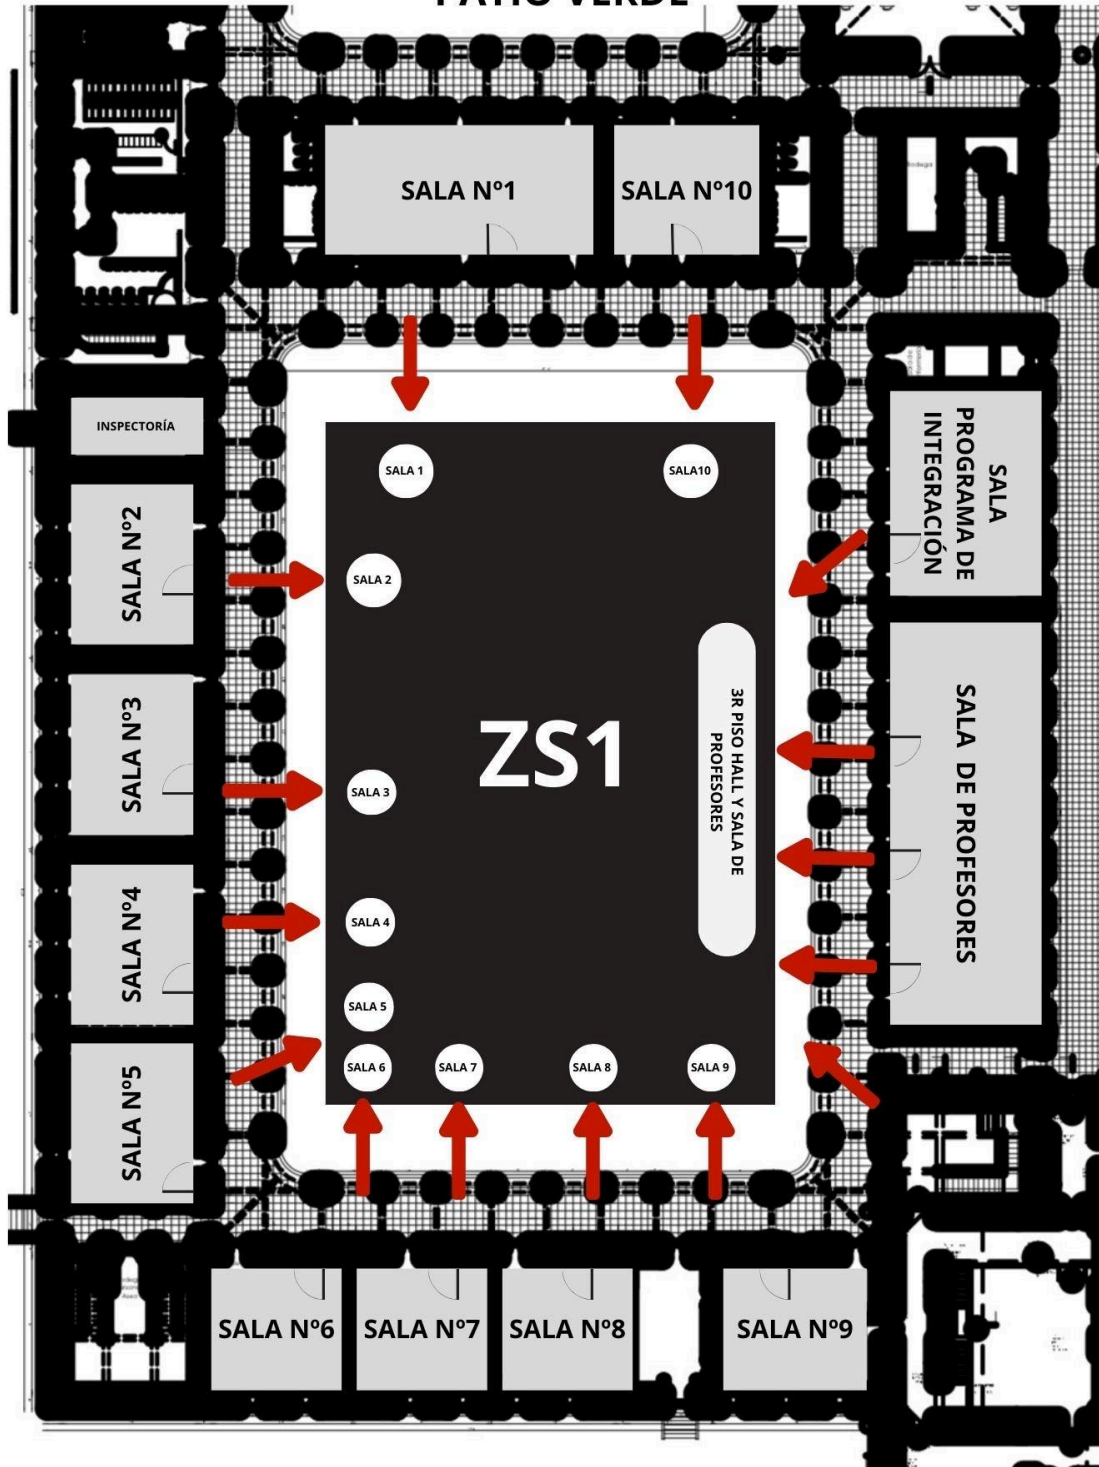 PATIO VERDE
SALA Nº1
SALA Nº10
Bodega
INSPECTORÍA
SALA 1
SALA10
SALA
PROGRAMA DE
INTEGRACIÓN
SALA Nº2
SALA 2
3R PISO HALL Y SALA DE
PROFESORES
ZS1
SALA Nº3
SALA 3
SALA DE PROFESORES
SALA Nº4
SALA 4
SALA 5
SALA Nº5
SALA 6
SALA 7
SALA 8
SALA 9
SALA Nº6
SALA Nº7
SALA Nº8
SALA Nº9